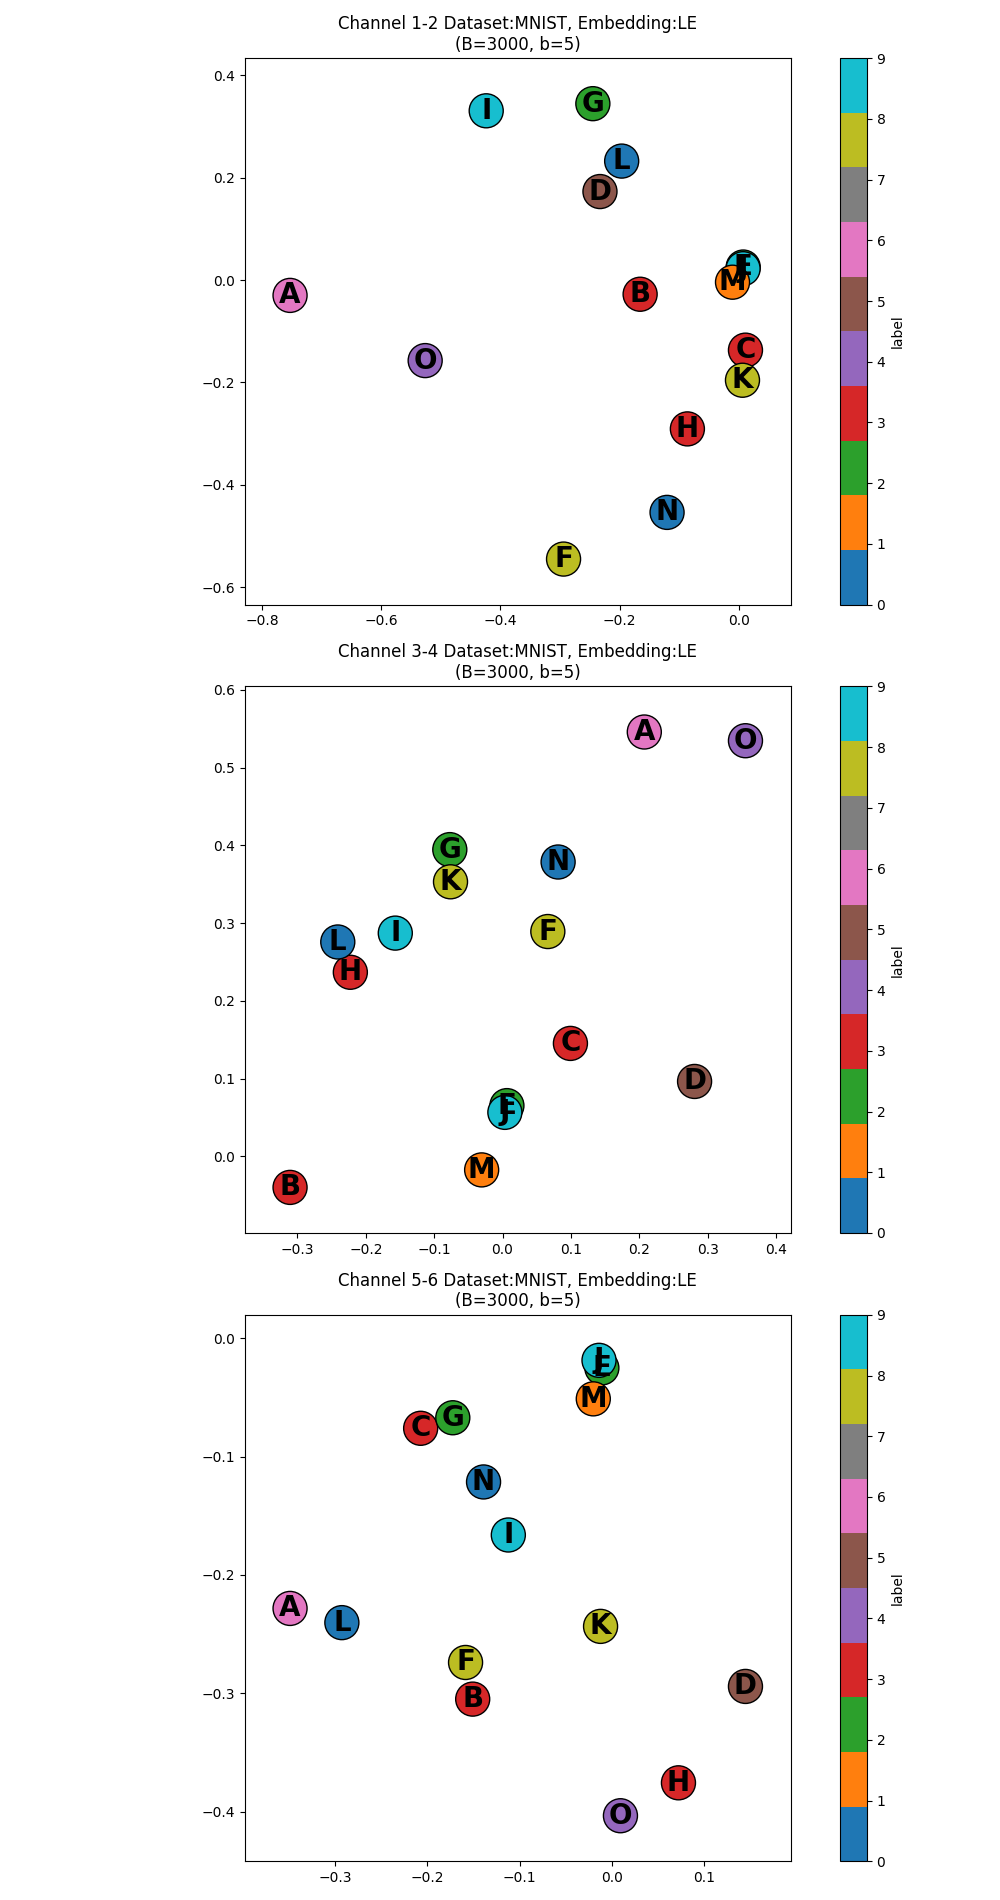 Channel 1-2 Dataset:MNIST, Embedding:LE
(B=3000, b=5)
0.4
0.2
0.0
−0.2
−0.4
−0.6
−0.8
−0.6
−0.4
−0.2
0.0
I
G
L
D
E
M
B
A
C
O
K
H
N
F
9
8
7
6
5
4
3
2
1
0
label
Channel 3-4 Dataset:MNIST, Embedding:LE
(B=3000, b=5)
0.6
0.5
0.4
0.3
0.2
0.1
0.0
−0.3
−0.2
−0.1
0.0
0.1
0.2
0.3
0.4
A
O
G
N
K
I
F
L
H
C
D
E
J
M
B
9
8
7
6
5
4
3
2
1
0
label
Channel 5-6 Dataset:MNIST, Embedding:LE
(B=3000, b=5)
0.0
−0.1
−0.2
−0.3
−0.4
−0.3
−0.2
−0.1
0.0
0.1
J
E
M
G
C
N
I
A
L
K
F
D
B
H
O
9
8
7
6
5
4
3
2
1
0
label